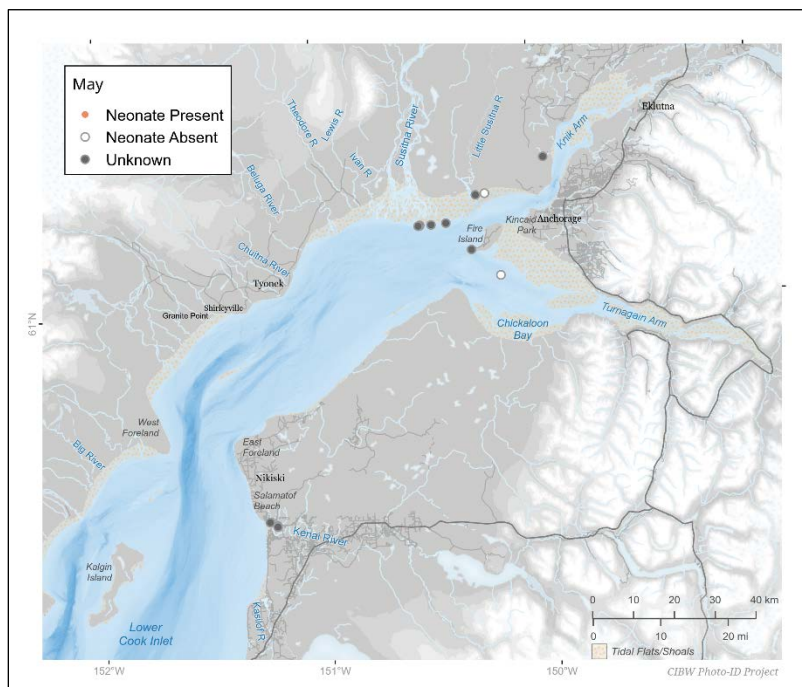 May
Neonate Present
Neonate Absent
Unknown
Eklutna
Knik Arm
Little Susitna R
Susitna River
Theodore R
Lewis R
Ivan R
Beluga River
Chuitna River
Kincaid
Park
Anchorage
Fire
Island
Tyonek
Shirleyville
Granite Point
61°N
Turnagain Arm
Chickaloon
Bay
West
Foreland
East
Foreland
Big River
Nikiski
Salamatof
Beach
Kenai River
Kalgin
Island
Kasilof R
Lower
Cook Inlet
0 10 20 30 40 km
0 10 20 mi
Tidal Flats/Shoals
CIBW Photo-ID Project
152°W
151°W
150°W